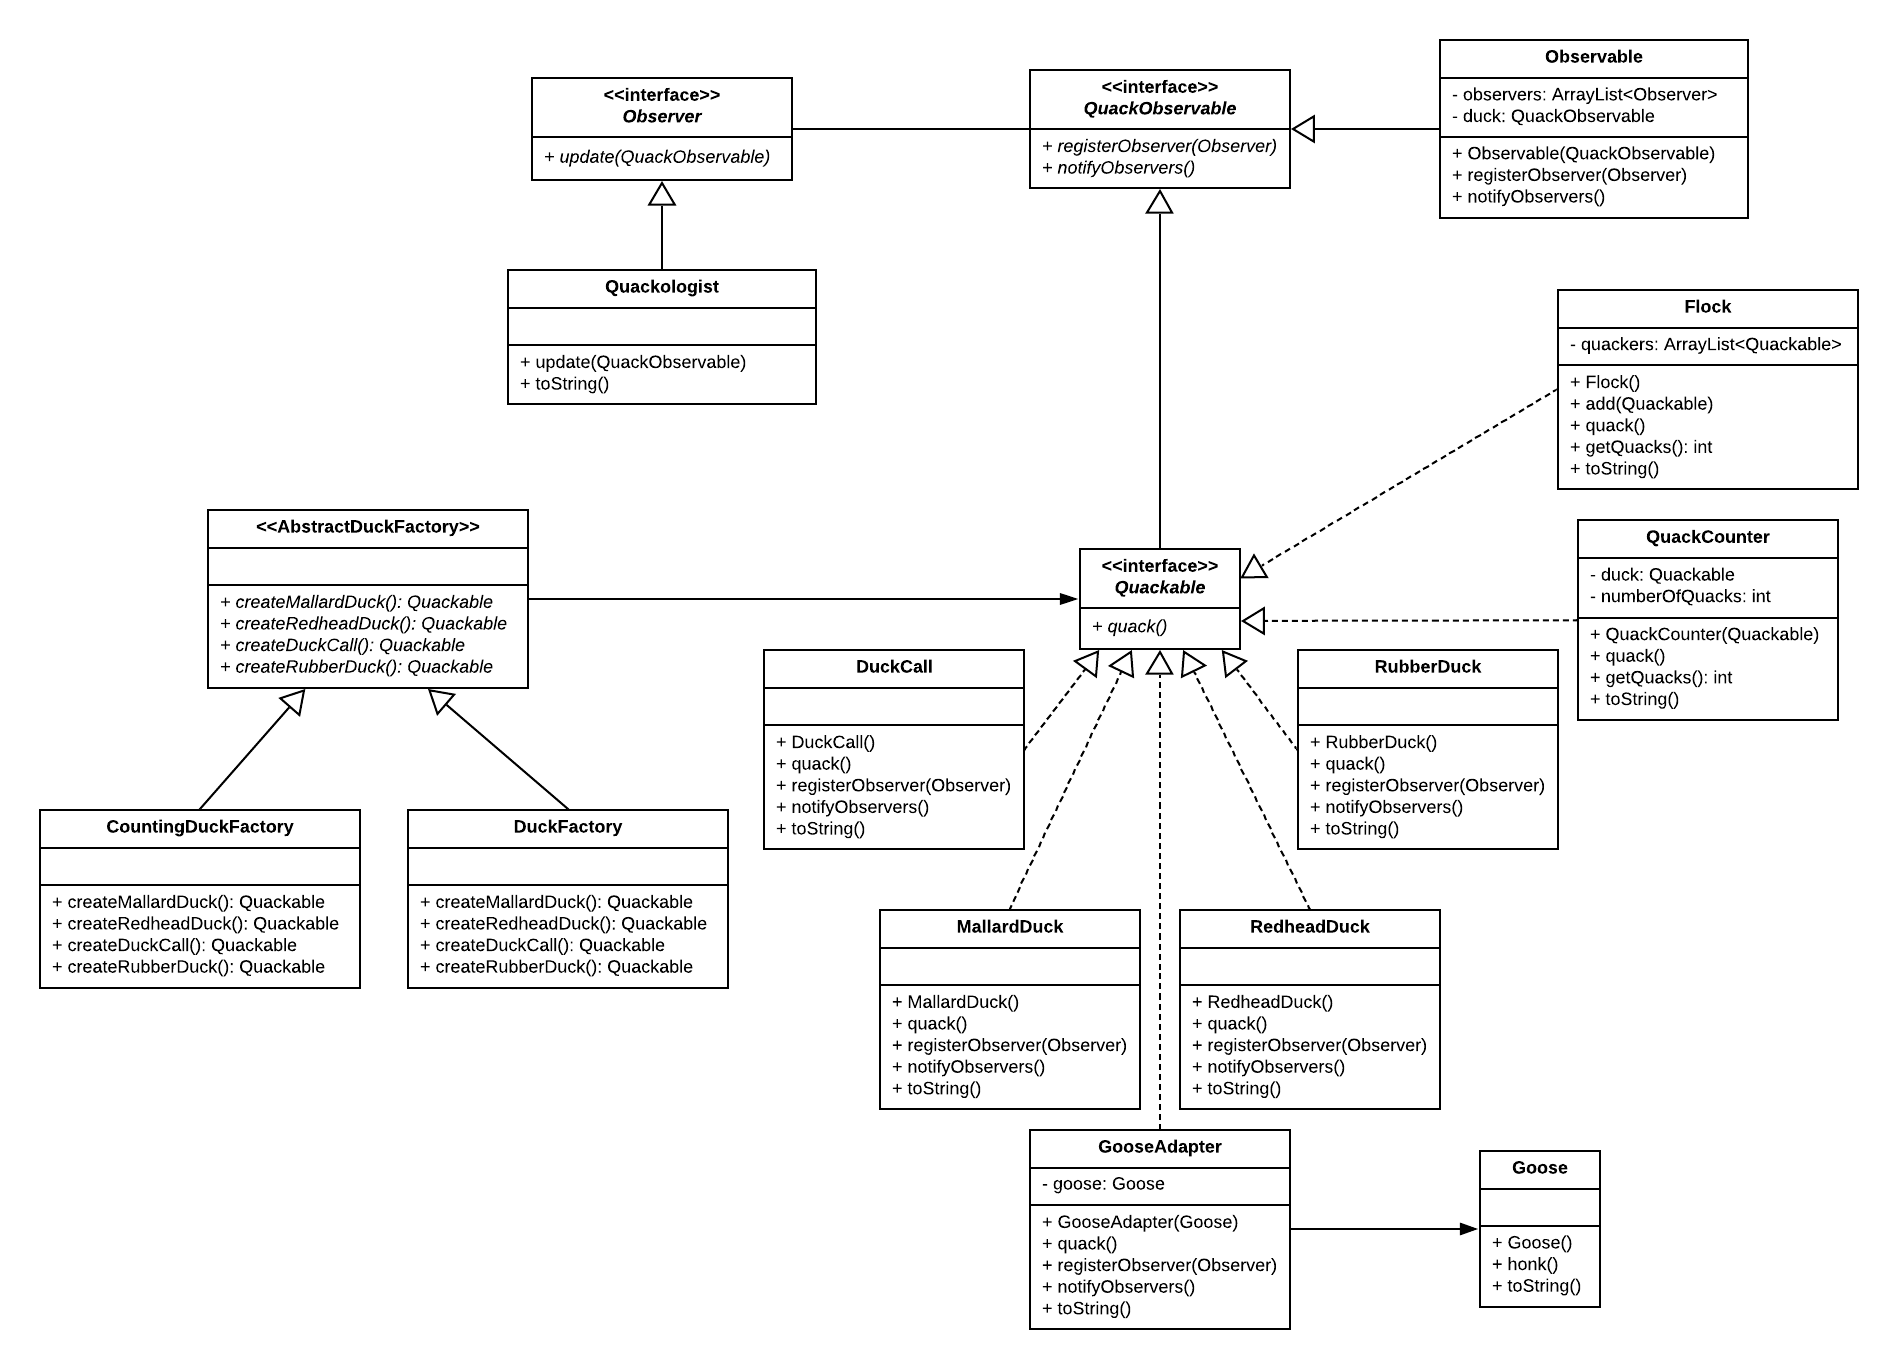 <<interface>>
Observer
+ update(QuackObservable)
<<interface>>
QuackObservable
+ registerObserver(Observer)
+ notifyObservers()
Observable
- observers: ArrayList<Observer>
- duck: QuackObservable
+ Observable(QuackObservable)
+ registerObserver(Observer)
+ notifyObservers()
Quackologist
+ update(QuackObservable)
+ toString()
Flock
- quackers: ArrayList<Quackable>
+ Flock()
+ add(Quackable)
+ quack()
+ getQuacks(): int
+ toString()
<<AbstractDuckFactory>>
+ createMallardDuck(): Quackable
+ createRedheadDuck(): Quackable
+ createDuckCall(): Quackable
+ createRubberDuck(): Quackable
<<interface>>
Quackable
+ quack()
QuackCounter
- duck: Quackable
- numberOfQuacks: int
+ QuackCounter(Quackable)
+ quack()
+ getQuacks(): int
+ toString()
DuckCall
+ DuckCall()
+ quack()
+ registerObserver(Observer)
+ notifyObservers()
+ toString()
RubberDuck
+ RubberDuck()
+ quack()
+ registerObserver(Observer)
+ notifyObservers()
+ toString()
CountingDuckFactory
+ createMallardDuck(): Quackable
+ createRedheadDuck(): Quackable
+ createDuckCall(): Quackable
+ createRubberDuck(): Quackable
DuckFactory
+ createMallardDuck(): Quackable
+ createRedheadDuck(): Quackable
+ createDuckCall(): Quackable
+ createRubberDuck(): Quackable
MallardDuck
+ MallardDuck()
+ quack()
+ registerObserver(Observer)
+ notifyObservers()
+ toString()
RedheadDuck
+ RedheadDuck()
+ quack()
+ registerObserver(Observer)
+ notifyObservers()
+ toString()
GooseAdapter
- goose: Goose
+ GooseAdapter(Goose)
+ quack()
+ registerObserver(Observer)
+ notifyObservers()
+ toString()
Goose
+ Goose()
+ honk()
+ toString()